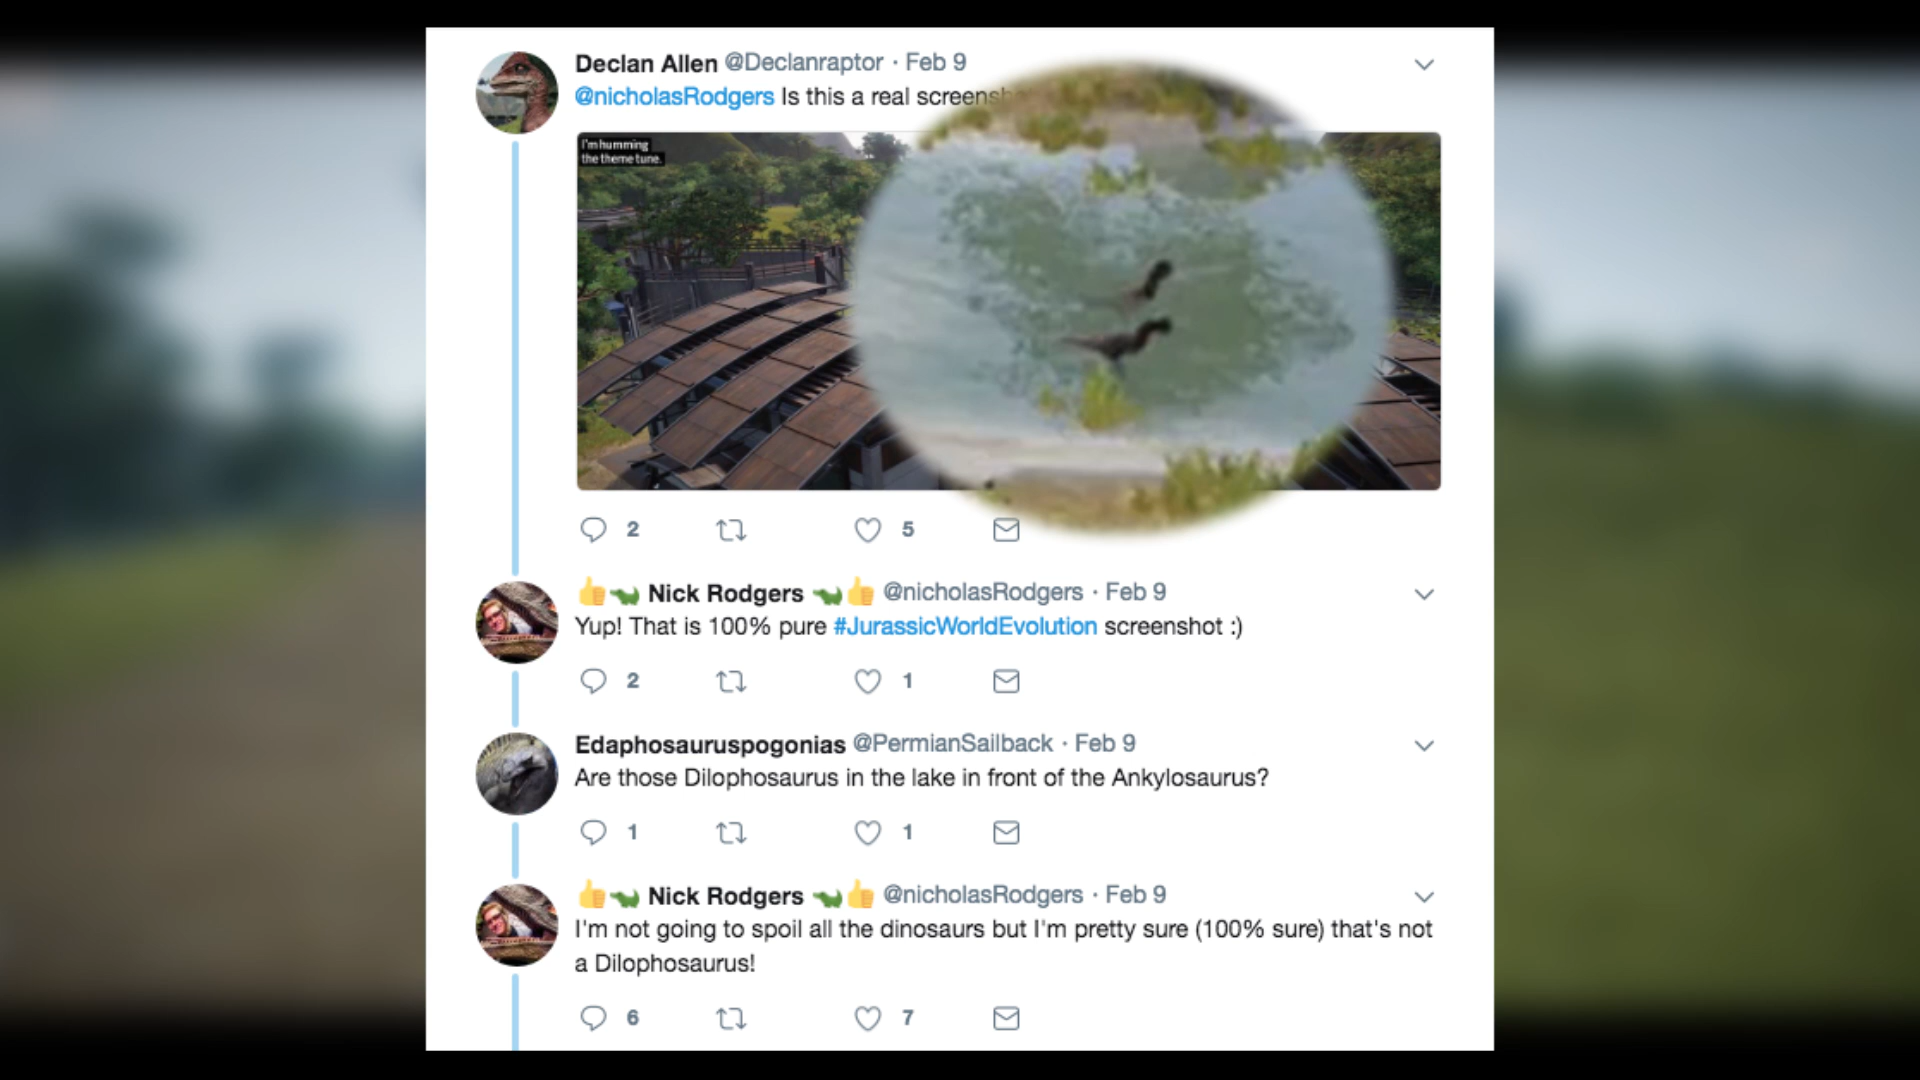 Declan Allen @Declanraptor · Feb 9
@nicholasRodgers Is this a real screensh
I'm humming
the theme tune.
2 5
👍🐊 Nick Rodgers 🐊👍 @nicholasRodgers · Feb 9
Yup! That is 100% pure #JurassicWorldEvolution screenshot :)
2 1
Edaphosauruspogonias @PermianSailback · Feb 9
Are those Dilophosaurus in the lake in front of the Ankylosaurus?
1 1
👍🐊 Nick Rodgers 🐊👍 @nicholasRodgers · Feb 9
I'm not going to spoil all the dinosaurs but I'm pretty sure (100% sure) that's not
a Dilophosaurus!
6 7